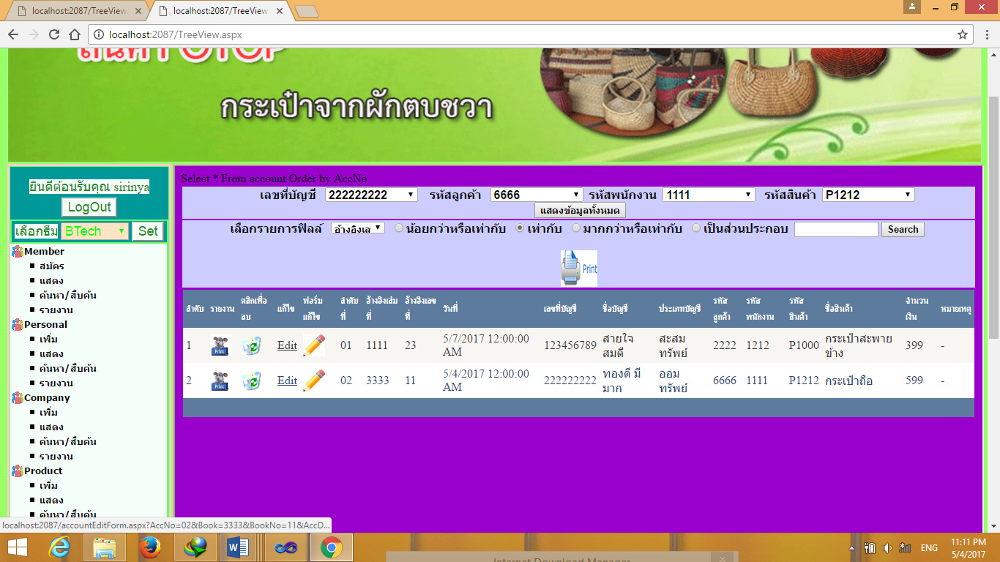 localhost:2087/TreeView. localhost:2087/TreeView.
localhost:2087/TreeView.aspx
สินค้า OTOP
กระเป๋าจากผักตบชวา
ยินดีต้อนรับคุณ sirinya
LogOut
เลือกธีม BTech Set
Member
สมัคร
แสดง
ค้นหา/สืบค้น
รายงาน
Personal
เพิ่ม
แสดง
ค้นหา/สืบค้น
รายงาน
Company
เพิ่ม
แสดง
ค้นหา/สืบค้น
รายงาน
Product
เพิ่ม
แสดง
ค้นหา/สืบค้น
Select * From account Order by AccNo
เลขที่บัญชี 222222222 รหัสลูกค้า 6666 รหัสพนักงาน 1111 รหัสสินค้า P1212
แสดงข้อมูลทั้งหมด
เลือกรายการฟิลล์ อ้างอิงเล น้อยกว่าหรือเท่ากับ เท่ากับ มากกว่าหรือเท่ากับ เป็นส่วนประกอบ Search
Print
ลำดับ รายงาน คลิกเพื่อลบ แก้ไข ฟอร์มแก้ไข ลำดับที่ อ้างอิงเล่มที่ อ้างอิงเลขที่ วันที่ เลขที่บัญชี ชื่อบัญชี ประเภทบัญชี รหัสลูกค้า รหัสพนักงาน รหัสสินค้า ชื่อสินค้า จำนวนเงิน หมายเหตุ
1 Print Edit 01 1111 23 5/7/2017 12:00:00 AM 123456789 สายใจ สมดี สะสมทรัพย์ 2222 1212 P1000 กระเป๋าสะพายข้าง 399 -
2 Print Edit 02 3333 11 5/4/2017 12:00:00 AM 222222222 ทองดี มีมาก ออมทรัพย์ 6666 1111 P1212 กระเป๋าถือ 599 -
localhost:2087/accountEditForm.aspx?AccNo=02&Book=3333&BookNo=11&AccD...
Internet Download Manager
ENG
11:11 PM
5/4/2017